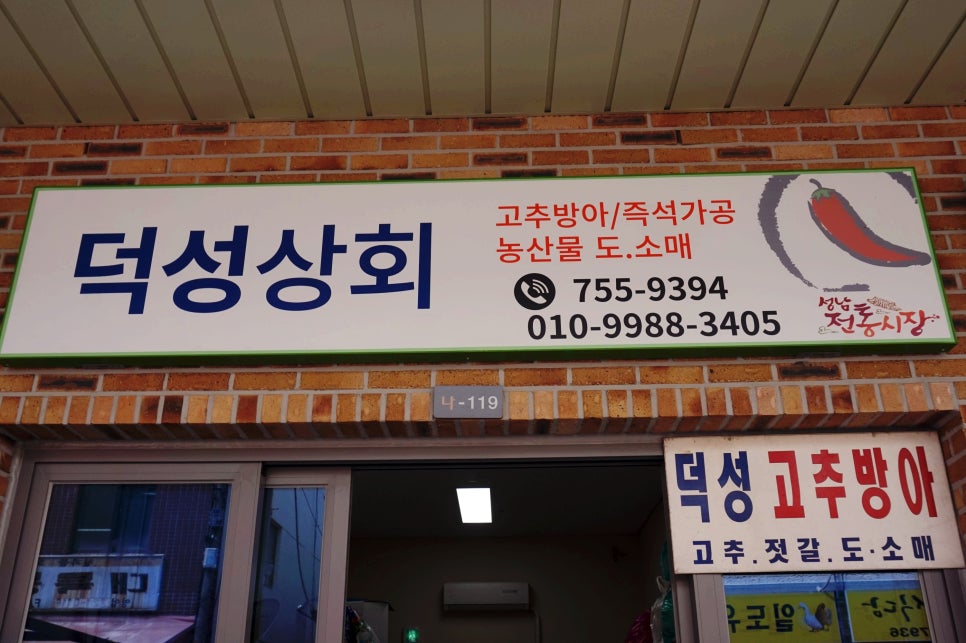 덕성상회
고추방아/즉석가공
농산물 도.소매
755-9394
010-9988-3405
성남
전통시장
나-119
덕성 고추방아
고추.젓갈.도·소매
7936